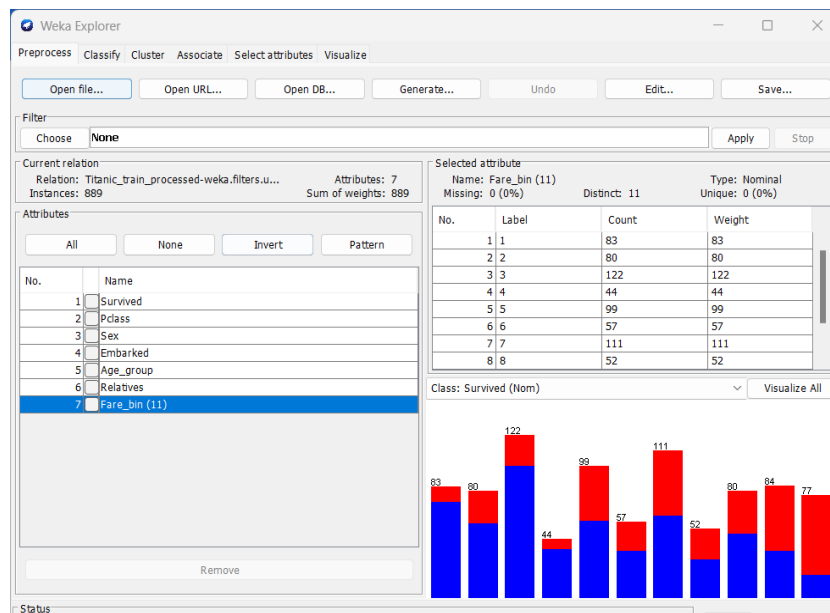 Weka Explorer
Preprocess Classify Cluster Associate Select attributes Visualize
Open file... Open URL... Open DB... Generate... Undo Edit... Save...
Filter
Choose None Apply Stop
Current relation
Relation: Titanic_train_processed-weka.filters.u... Attributes: 7
Instances: 889 Sum of weights: 889
Attributes
All None Invert Pattern
No. Name
1 Survived
2 Pclass
3 Sex
4 Embarked
5 Age_group
6 Relatives
7 Fare_bin (11)
Remove
Selected attribute
Name: Fare_bin (11) Type: Nominal
Missing: 0 (0%) Distinct: 11 Unique: 0 (0%)
No. Label Count Weight
1 1 83 83
2 2 80 80
3 3 122 122
4 4 44 44
5 5 99 99
6 6 57 57
7 7 111 111
8 8 52 52
Class: Survived (Nom) Visualize All
83 80 122 44 99 57 111 52 80 84 77
Status